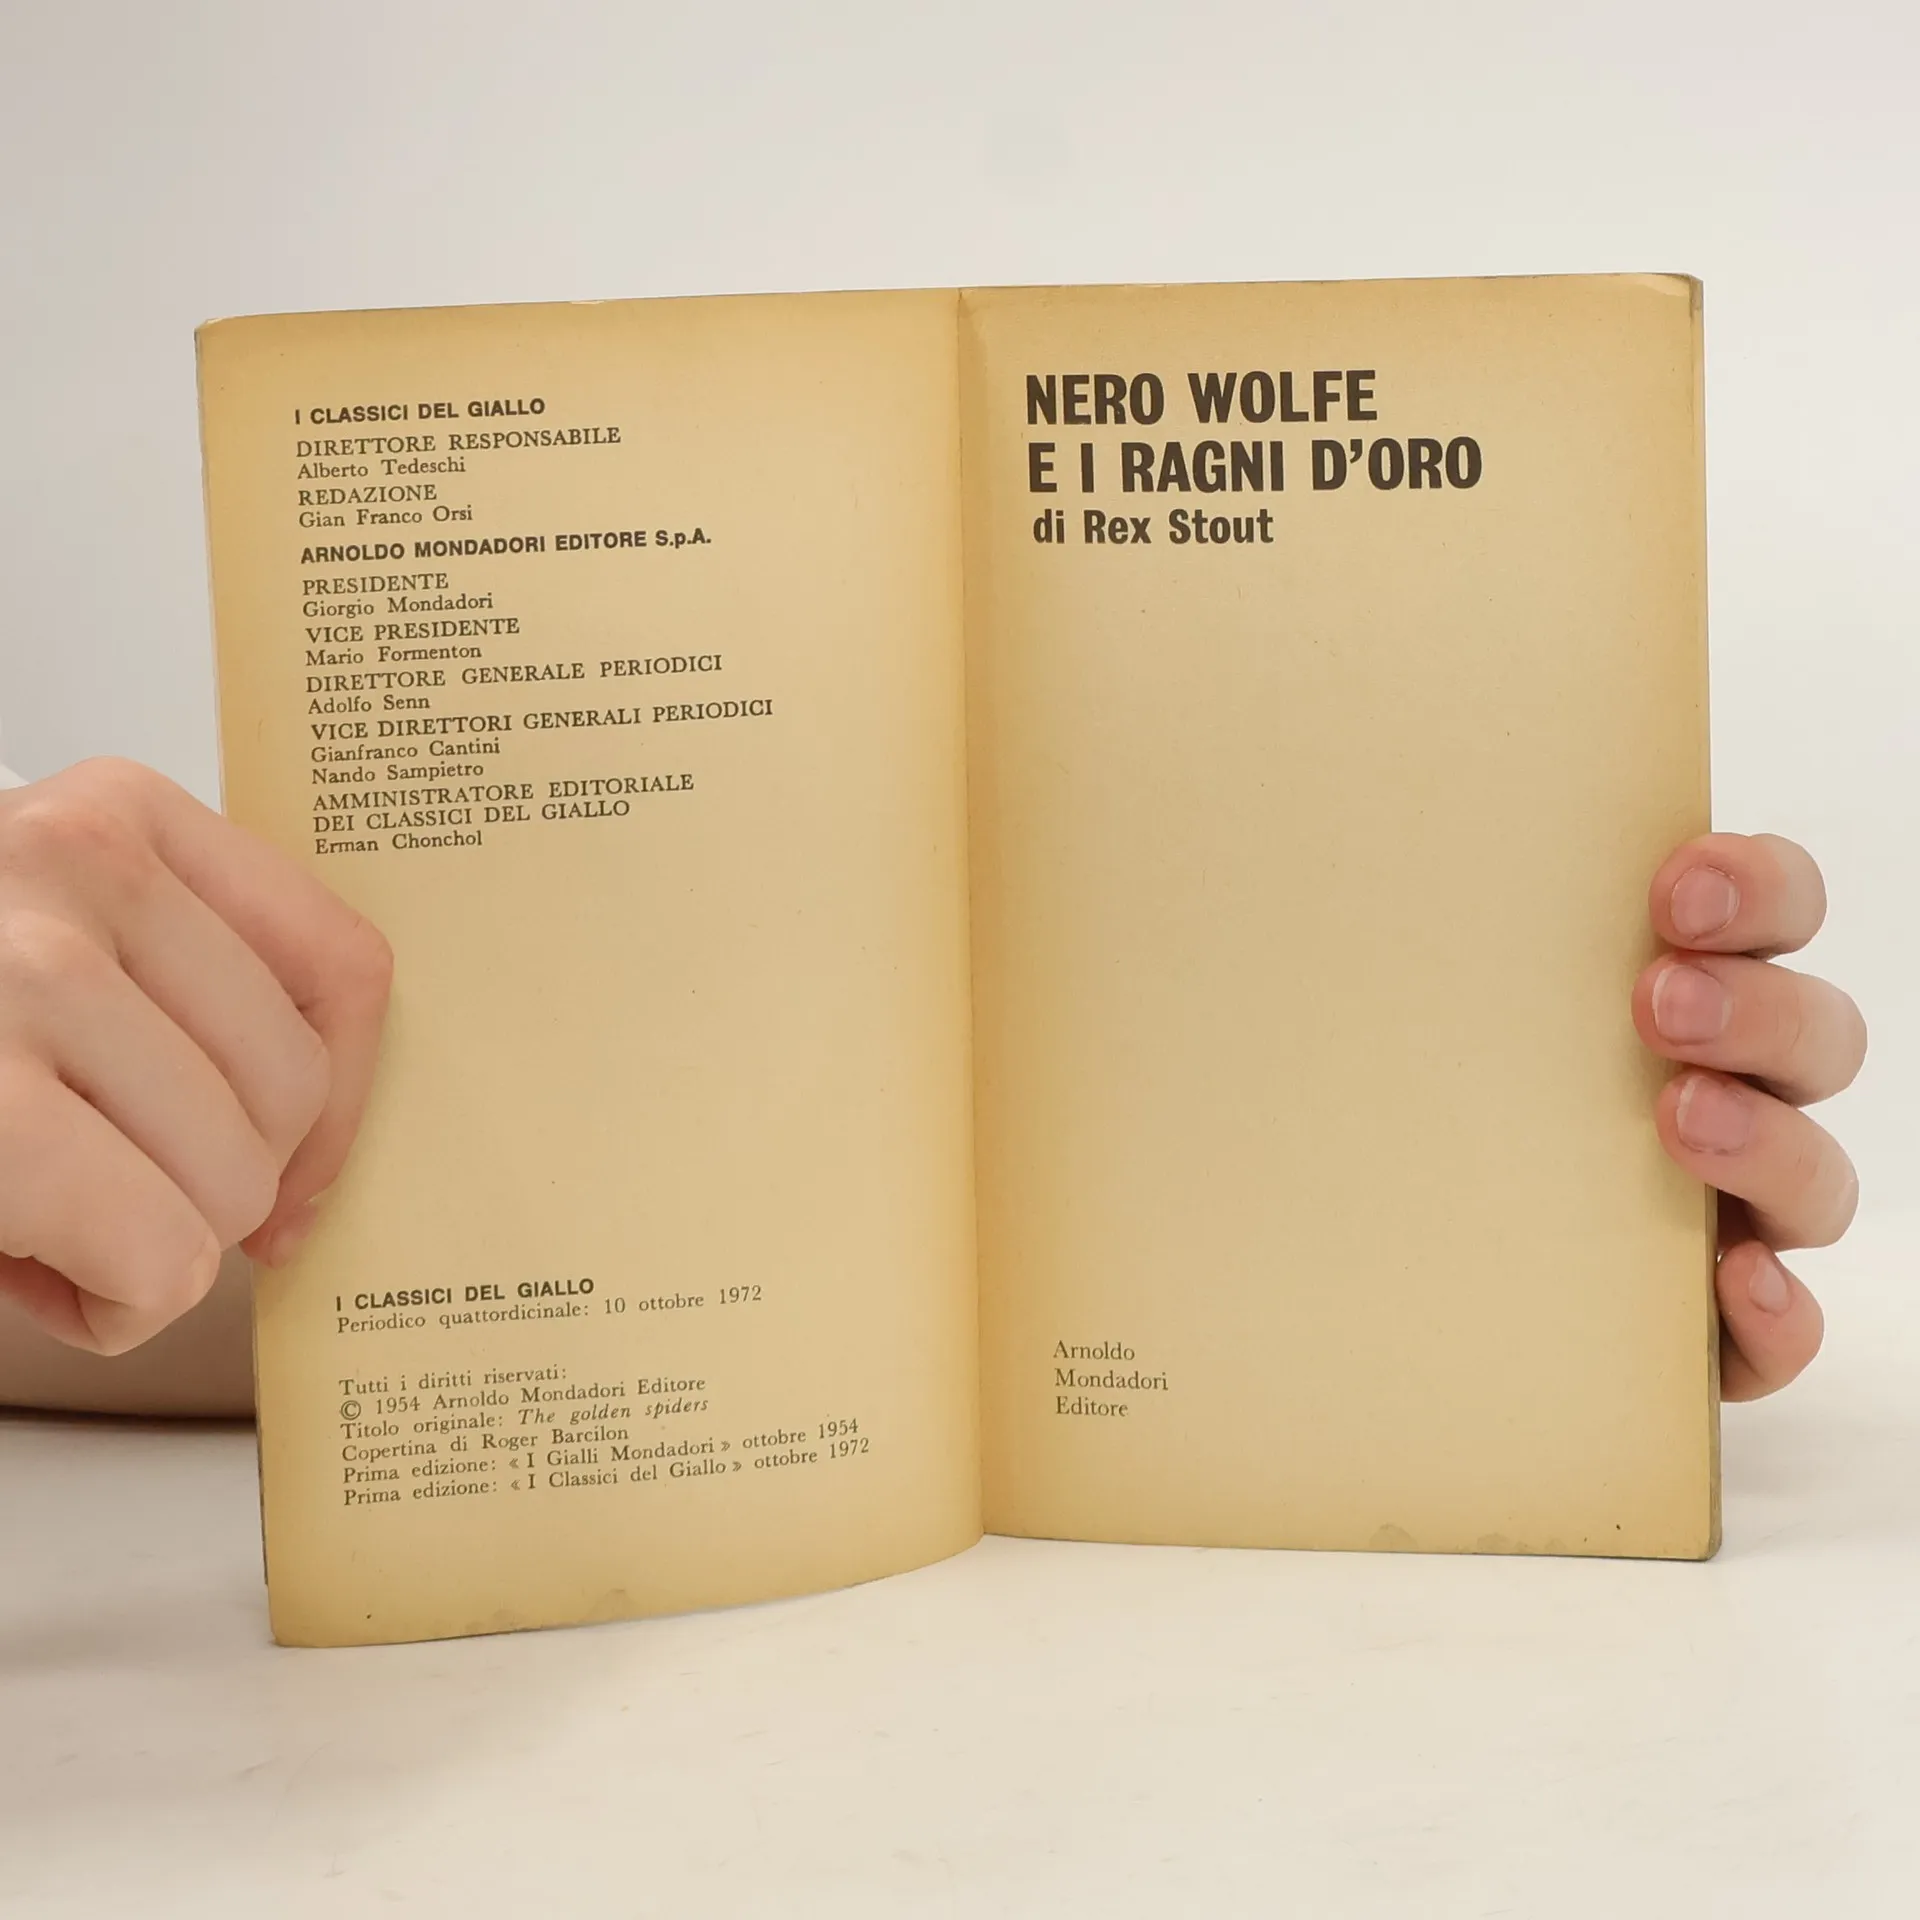 I CLASSICI DEL GIALLO
DIRETTORE RESPONSABILE
Alberto Tedeschi
REDAZIONE
Gian Franco Orsi
ARNOLDO MONDADORI EDITORE S.p.A.
PRESIDENTE
Giorgio Mondadori
VICE PRESIDENTE
Mario Formenton
DIRETTORE GENERALE PERIODICI
Adolfo Senn
VICE DIRETTORI GENERALI PERIODICI
Gianfranco Cantini
Nando Sampietro
AMMINISTRATORE EDITORIALE
DEI CLASSICI DEL GIALLO
Erman Chonchol
I CLASSICI DEL GIALLO
Periodico quattordicinale: 10 ottobre 1972
Tutti i diritti riservati:
© 1954 Arnoldo Mondadori Editore
Titolo originale: The golden spiders
Copertina di Roger Barcilon
Prima edizione: « I Gialli Mondadori » ottobre 1954
Prima edizione: « I Classici del Giallo » ottobre 1972
NERO WOLFE
E I RAGNI D'ORO
di Rex Stout
Arnoldo
Mondadori
Editore